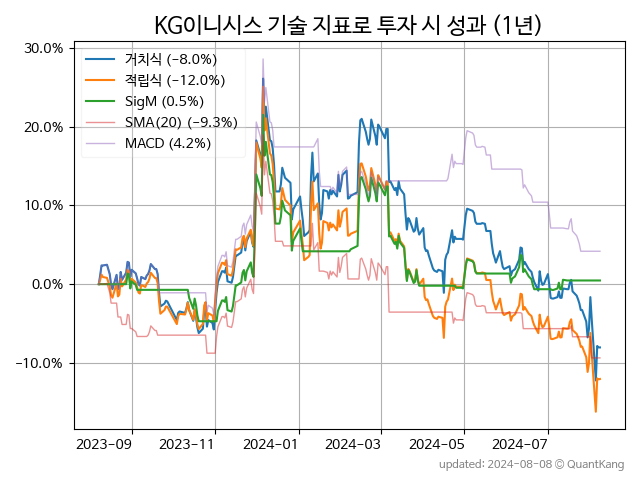 KG이니시스 기술 지표로 투자 시 성과 (1년)
30.0%
20.0%
10.0%
0.0%
−10.0%
거치식 (−8.0%)
적립식 (−12.0%)
SigM (0.5%)
SMA(20) (−9.3%)
MACD (4.2%)
2023-09 2023-11 2024-01 2024-03 2024-05 2024-07
updated: 2024-08-08 © QuantKang